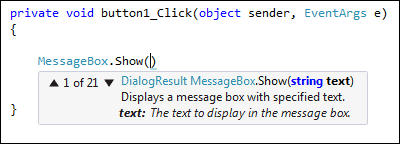 private void button1_Click(object sender, EventArgs e)
{
MessageBox.Show()
▲ 1 of 21 ▼ DialogResult MessageBox.Show(string text)
Displays a message box with specified text.
text: The text to display in the message box.
}